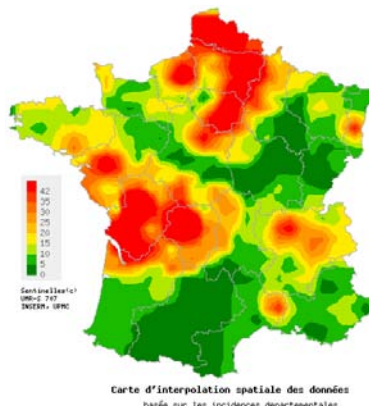 42
35
30
25
20
15
10
5
0
Sentinelles(c)
UMR-S 707
INSERM, UPMC
Carte d'interpolation spatiale des données
basée sur les incidences departementales